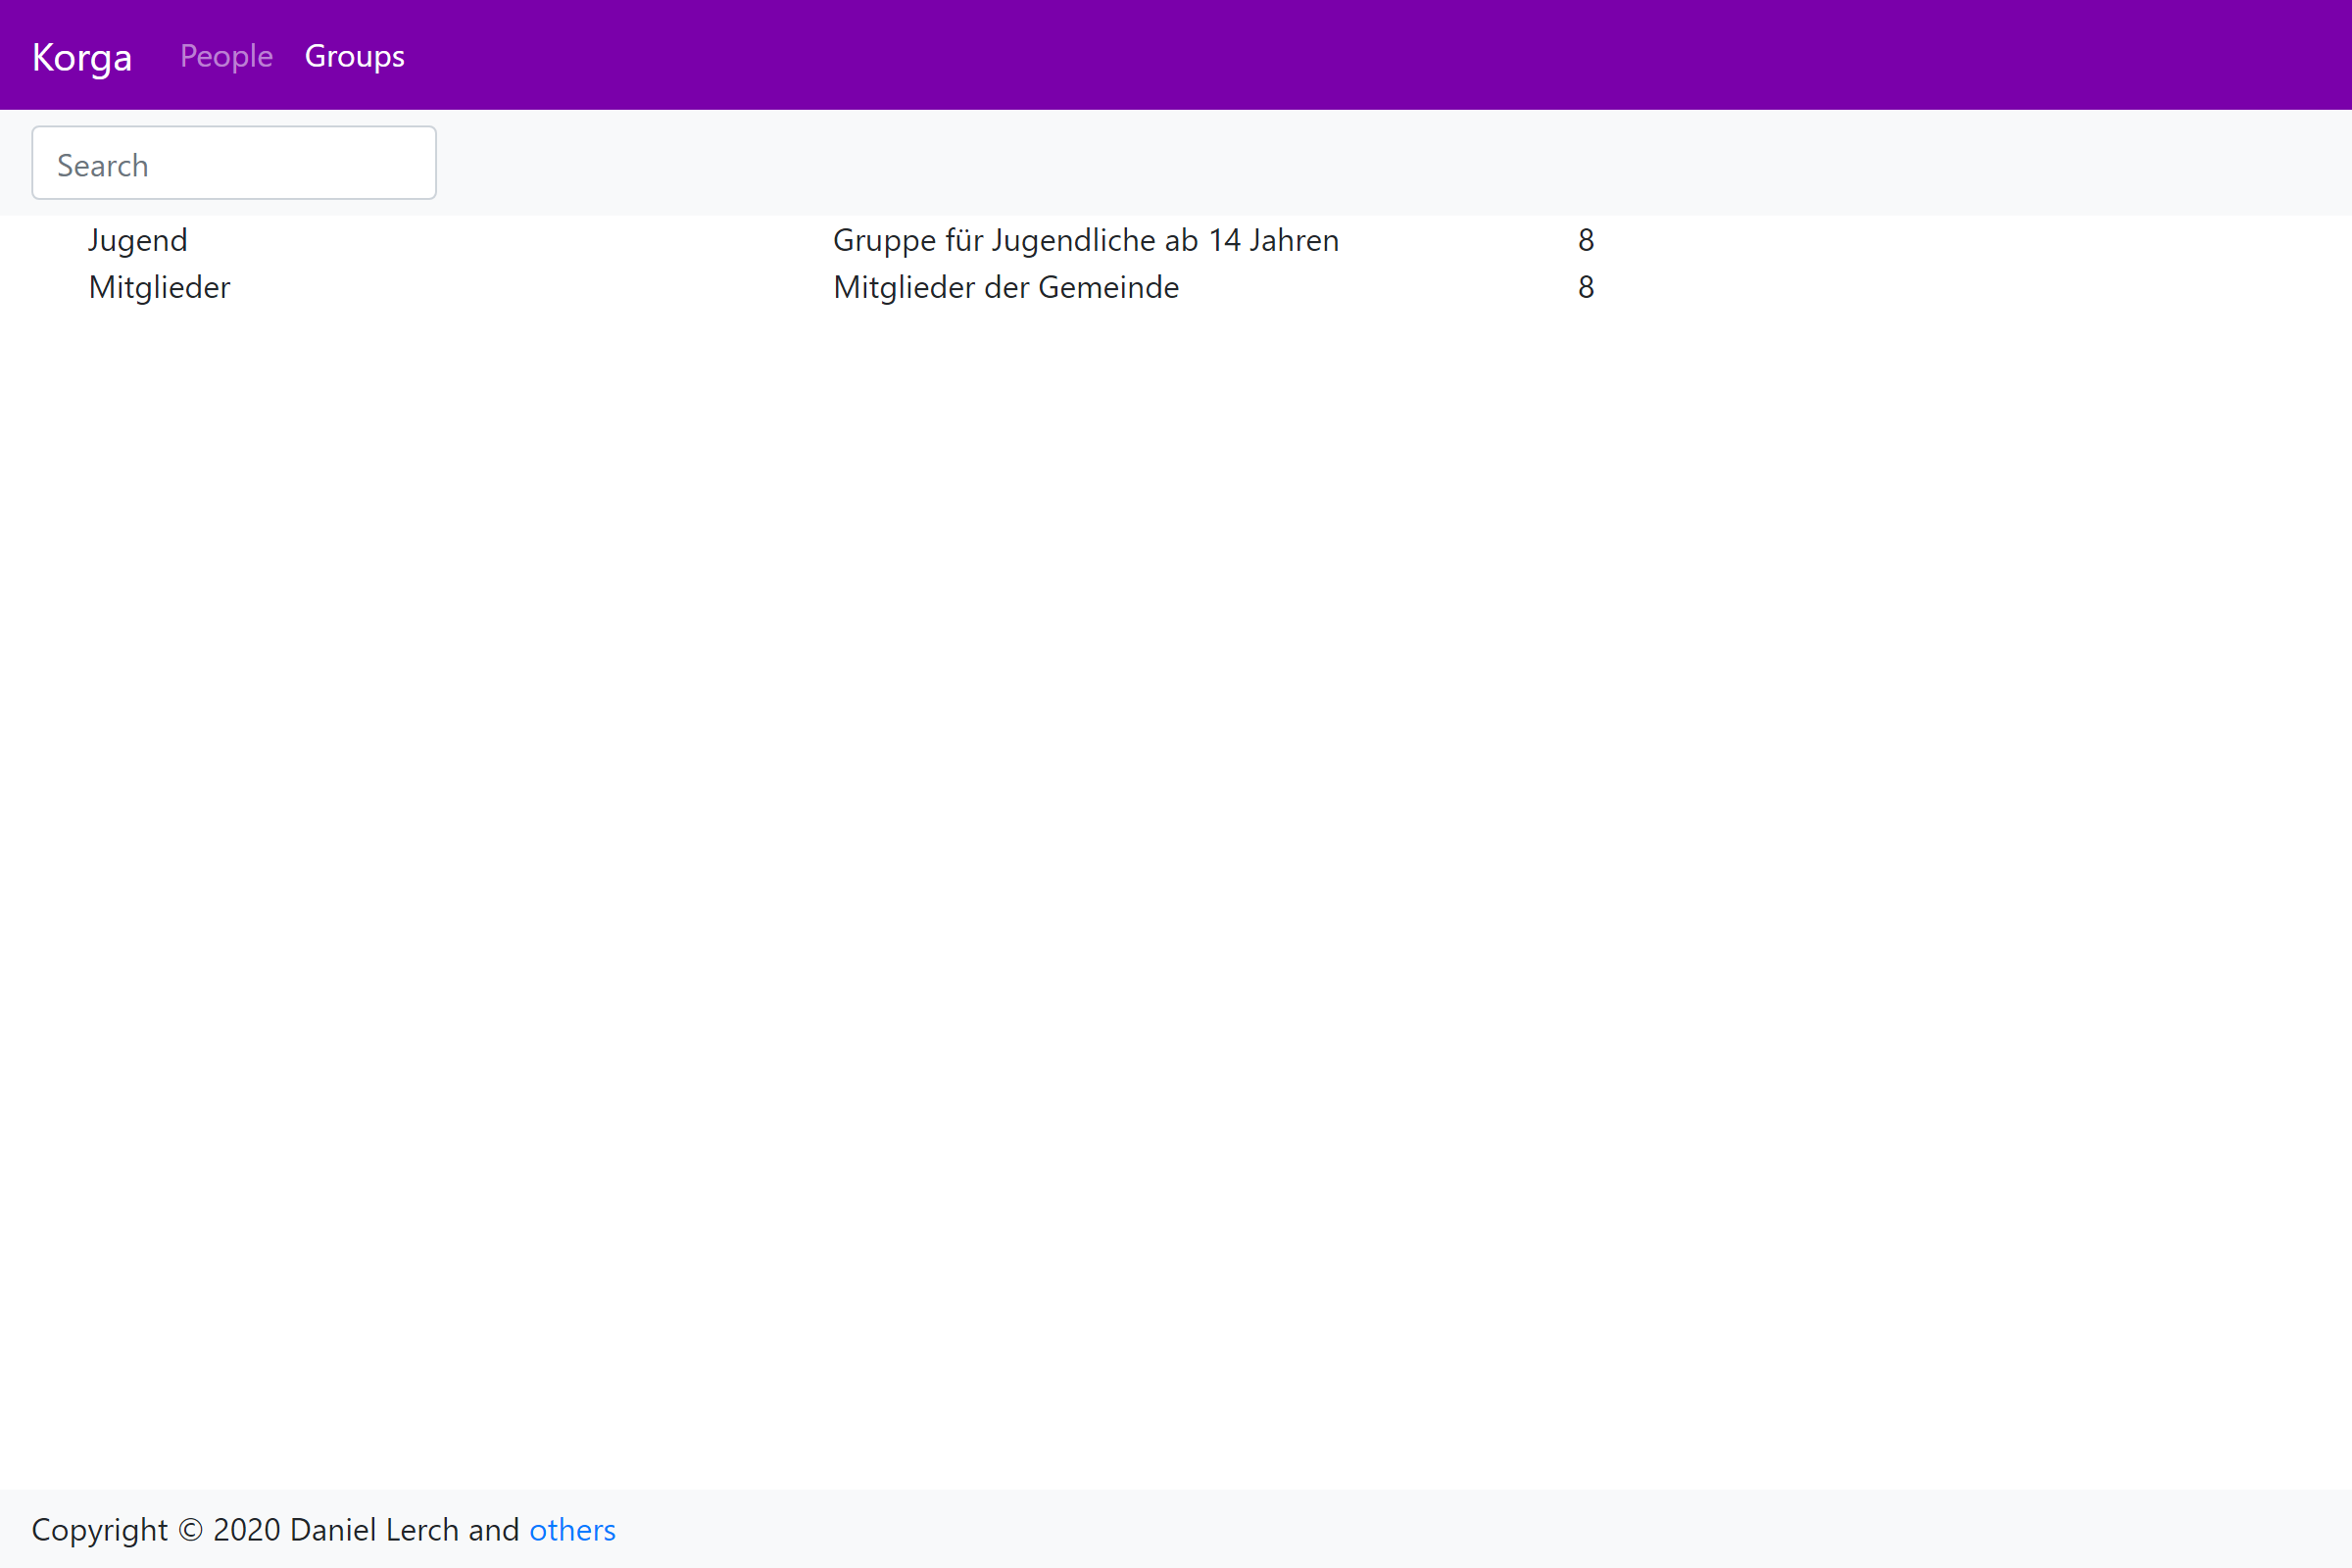 Korga People Groups
Search
Jugend Gruppe für Jugendliche ab 14 Jahren 8
Mitglieder Mitglieder der Gemeinde 8
Copyright © 2020 Daniel Lerch and others